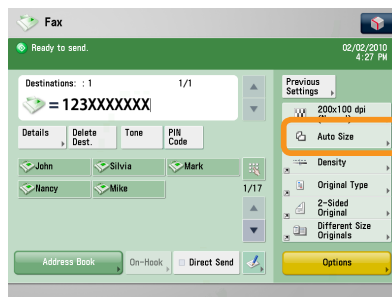 Fax
Ready to send.
02/02/2010
4:27 PM
Destinations: : 1
1/1
= 123XXXXXXX
Details
Delete
Dest.
Tone
PIN
Code
John
Silvia
Mark
Nancy
Mike
1/17
Address Book
On-Hook
Direct Send
Previous
Settings
200x100 dpi
(Normal)
Auto Size
Density
Original Type
2-Sided
Original
Different Size
Originals
Options